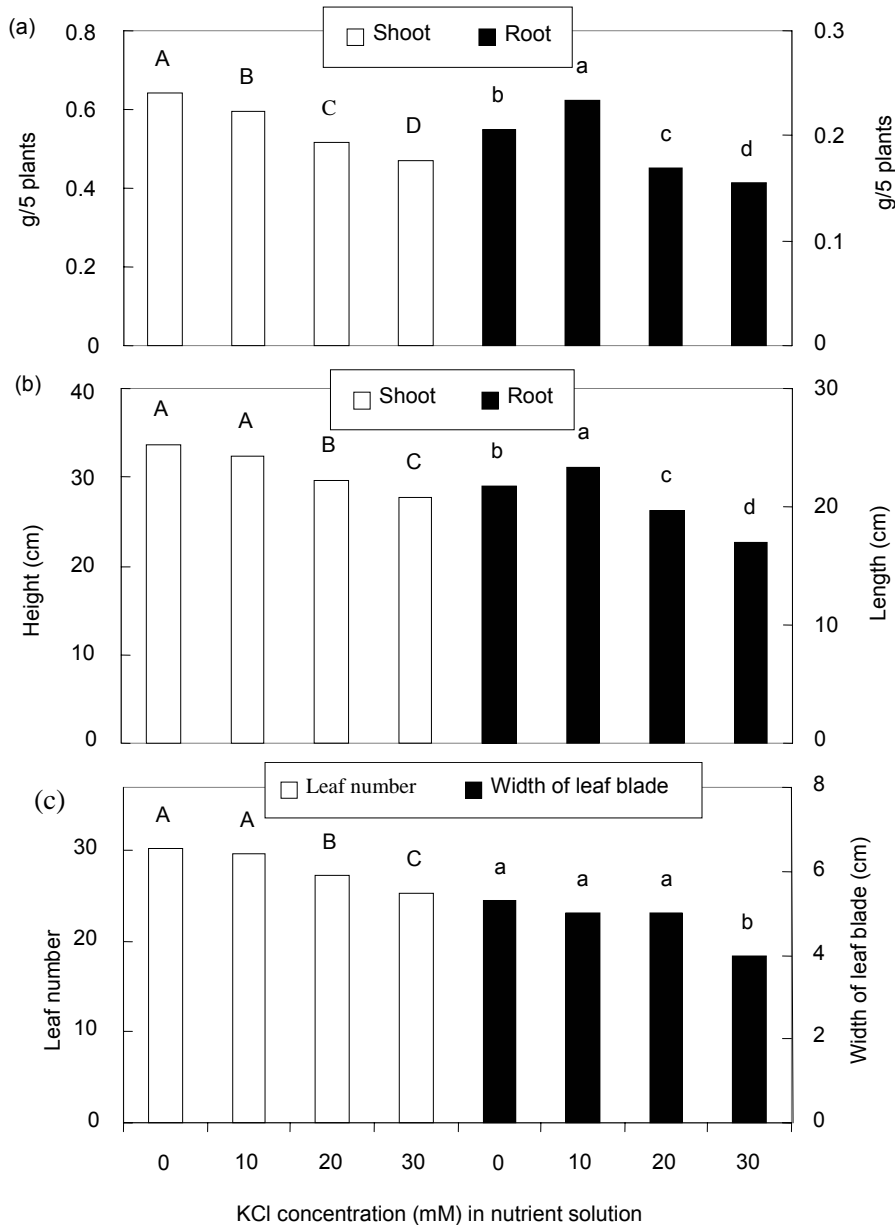 (a)
Shoot Root
0.8
0.6
0.4
0.2
0
g/5 plants
A
B
C
D
b
a
c
d
0.3
0.2
0.1
0
g/5 plants
(b)
Shoot Root
40
30
20
10
0
Height (cm)
A
A
B
C
b
a
c
d
30
20
10
0
Length (cm)
(c)
Leaf number Width of leaf blade
30
20
10
0
Leaf number
A
A
B
C
a
a
a
b
8
6
4
2
0
Width of leaf blade (cm)
0 10 20 30 0 10 20 30
KCl concentration (mM) in nutrient solution